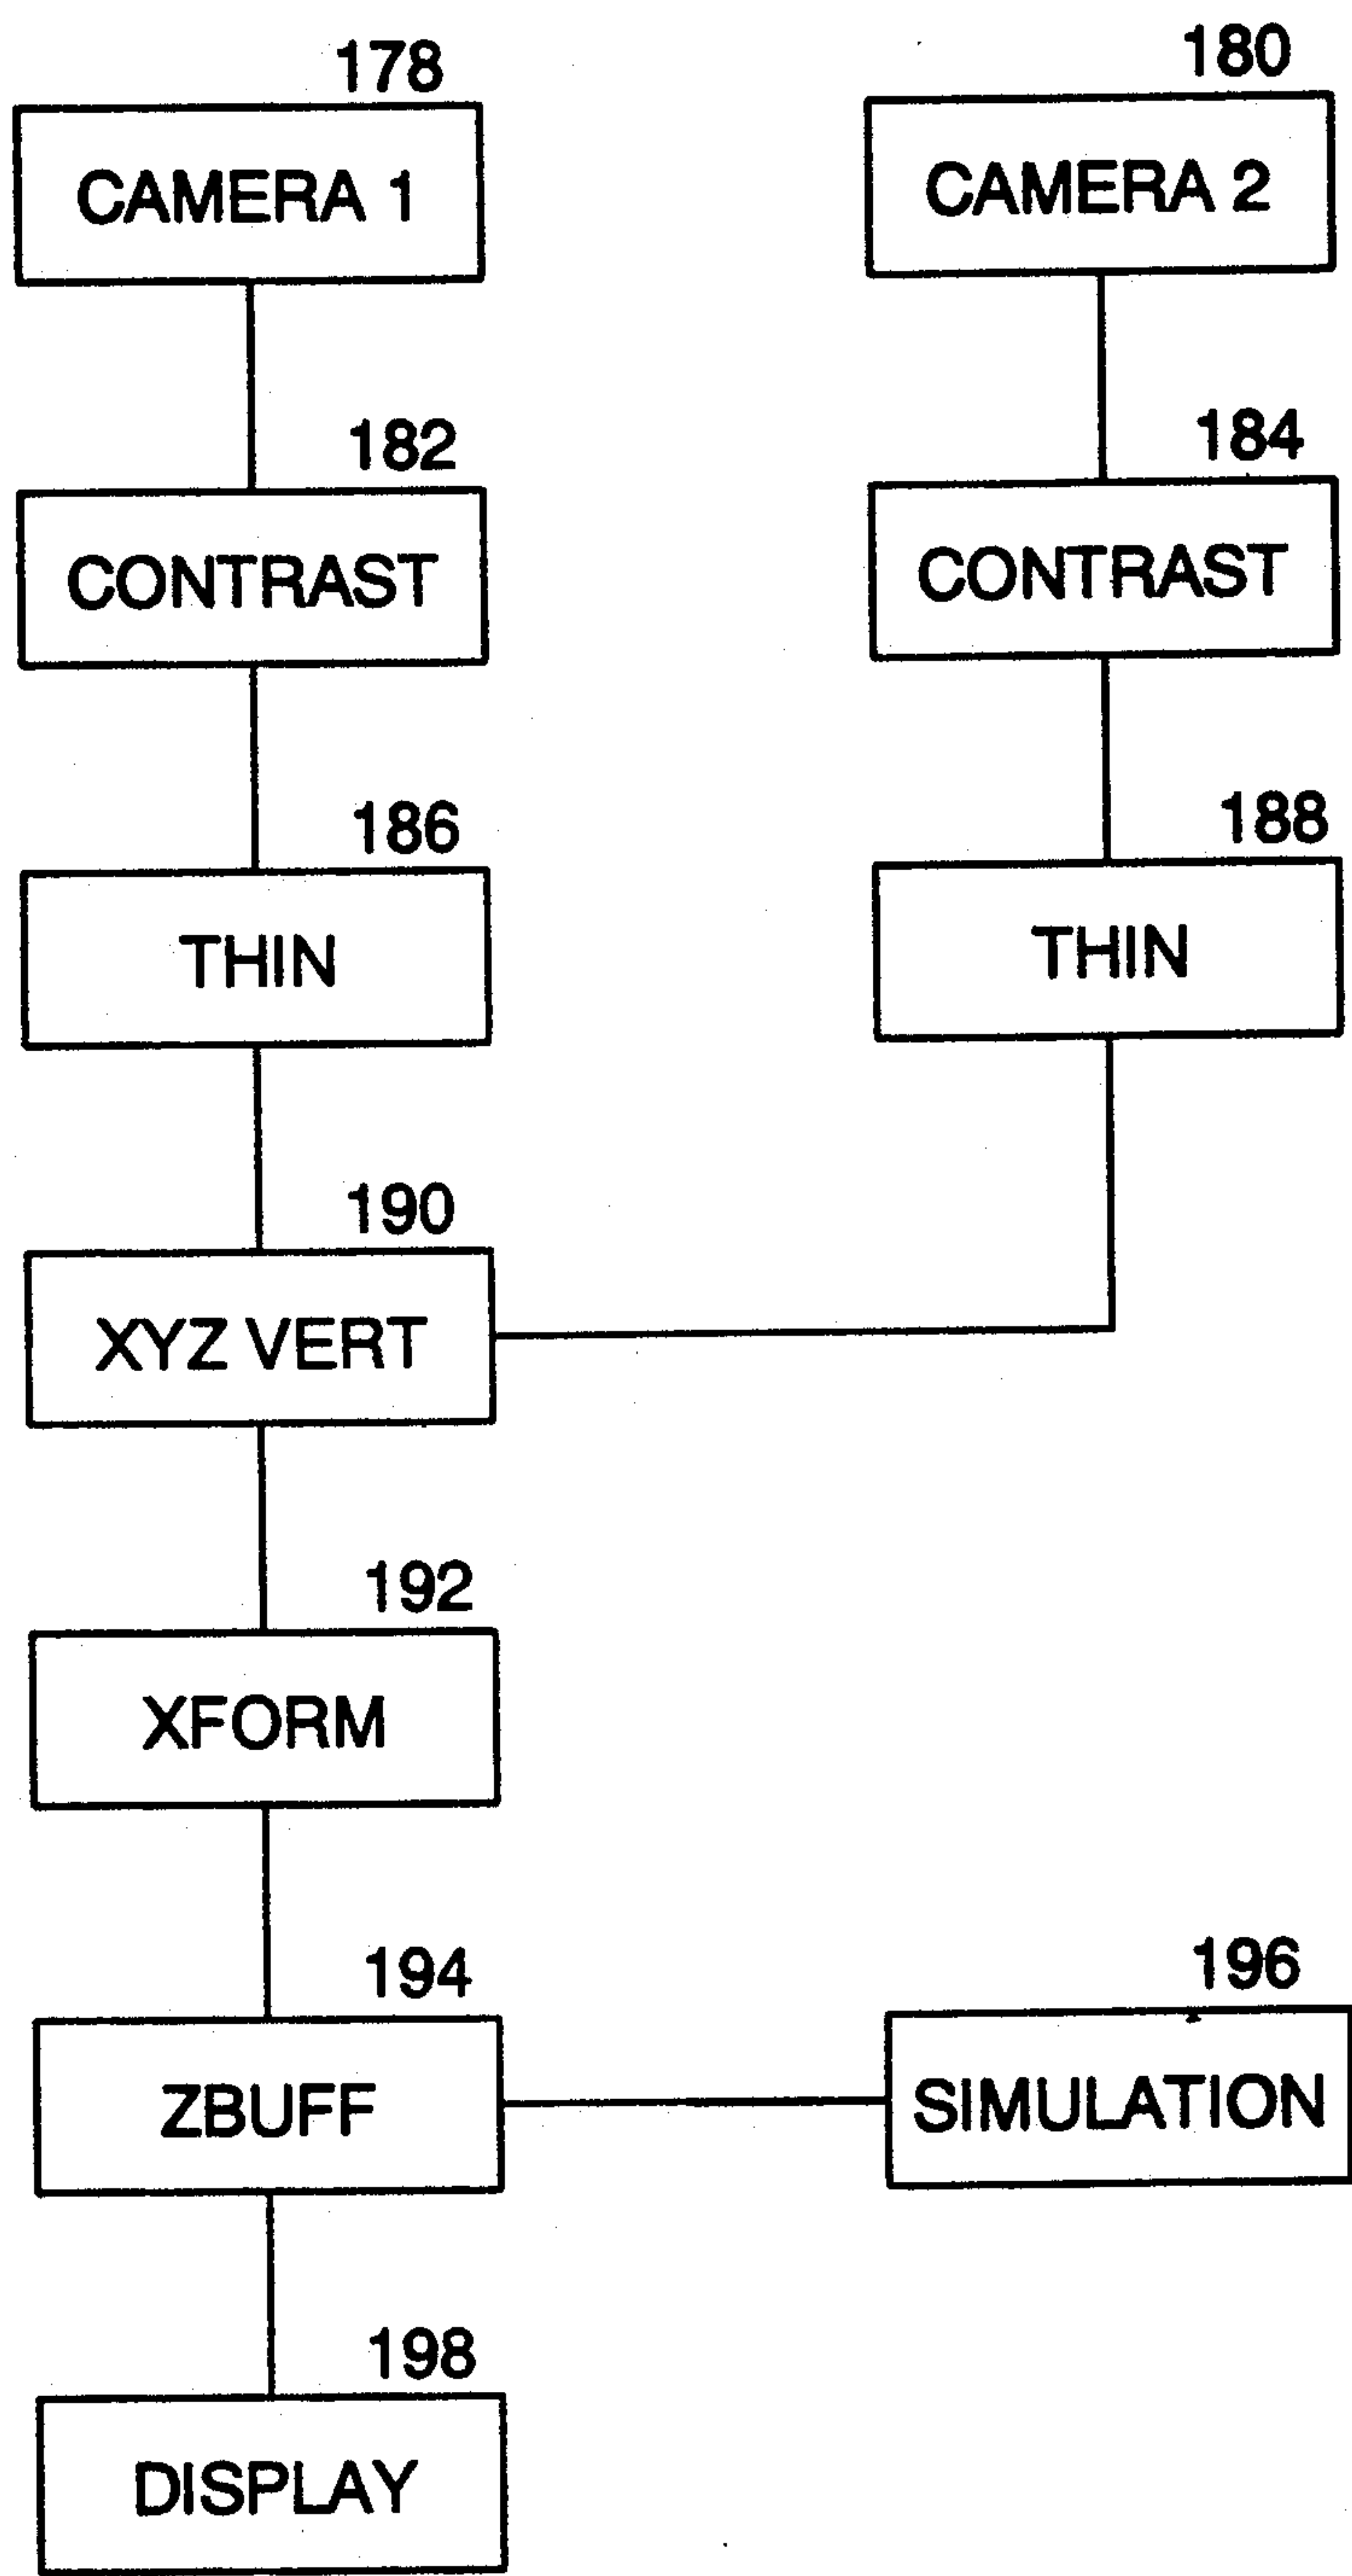 178
CAMERA 1
180
CAMERA 2
182
CONTRAST
184
CONTRAST
186
THIN
188
THIN
190
XYZ VERT
192
XFORM
194
ZBUFF
196
SIMULATION
198
DISPLAY